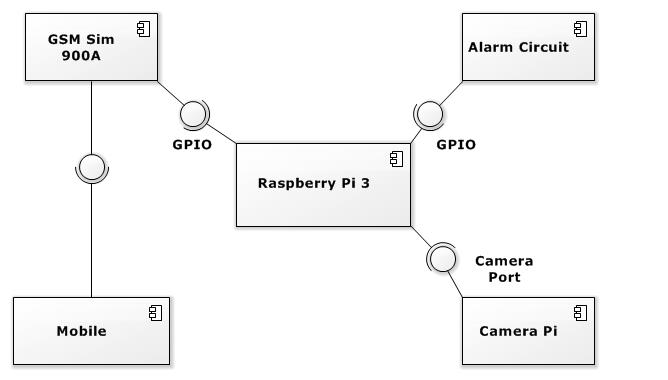 GSM Sim
900A
Alarm Circuit
GPIO
GPIO
Raspberry Pi 3
Camera
Port
Mobile
Camera Pi